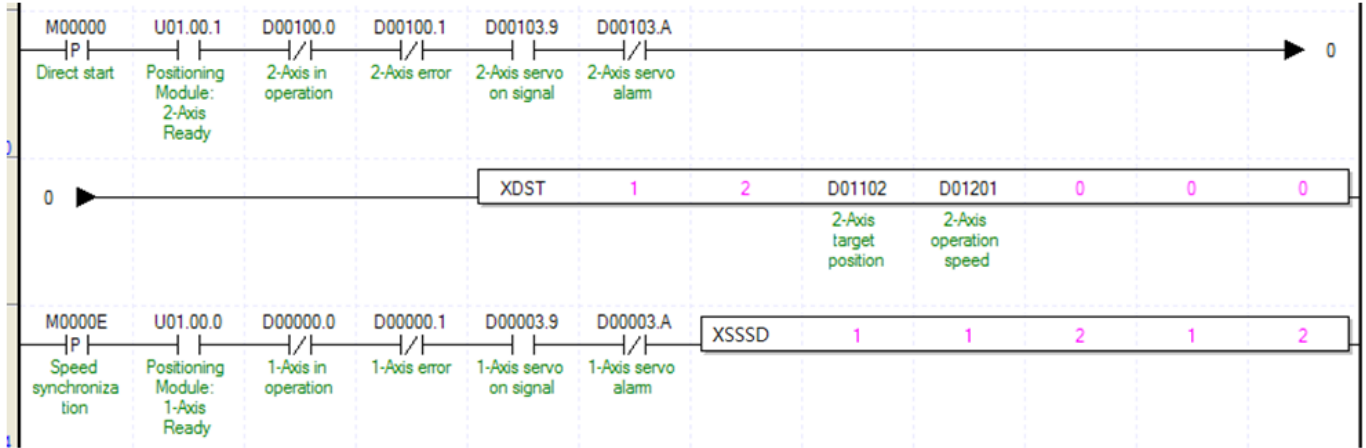 M00000 U01.00.1 D00100.0 D00100.1 D00103.9 D00103.A
P
0
Direct start Positioning 2-Axis in 2-Axis error 2-Axis servo 2-Axis servo
Module: operation on signal alarm
2-Axis
Ready
0 XDST 1 2 D01102 D01201 0 0 0
2-Axis 2-Axis
target operation
position speed
M0000E U01.00.0 D00000.0 D00000.1 D00003.9 D00003.A
P
XSSSD 1 1 2 1 2
Speed Positioning 1-Axis in 1-Axis error 1-Axis servo 1-Axis servo
synchroniza Module: operation on signal alarm
tion 1-Axis
Ready